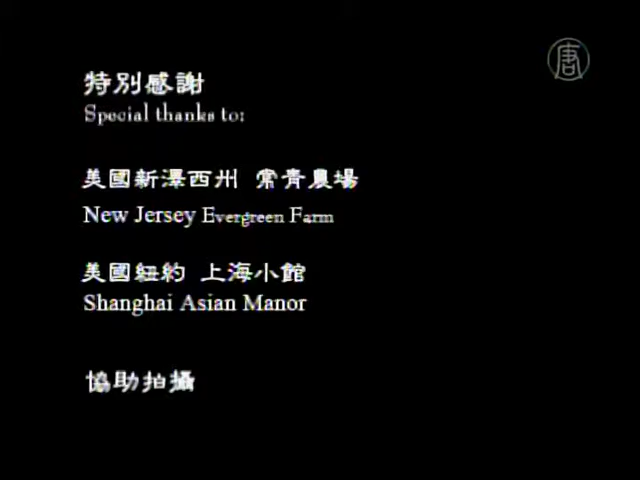 唐
特別感謝
Special thanks to:
美國新澤西州 常青農場
New Jersey Evergreen Farm
美國紐約 上海小館
Shanghai Asian Manor
協助拍攝